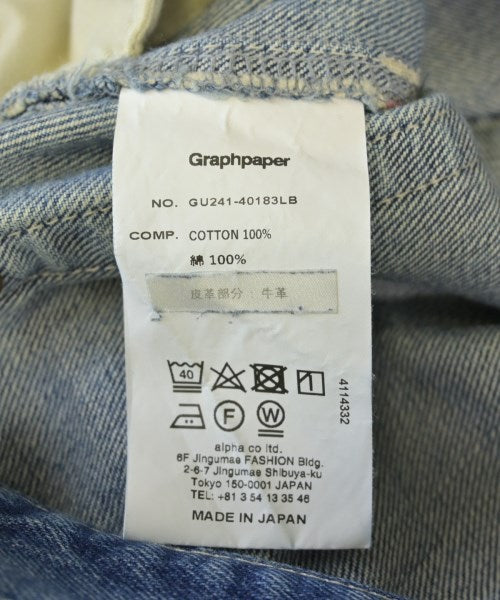 Graphpaper
NO. GU241-40183LB
COMP. COTTON 100%
綿 100%
皮革部分：牛革
40
F
W
4114332
alpha co ltd.
6F Jingumae FASHION Bldg.
2-6-7 Jingumae Shibuya-ku
Tokyo 150-0001 JAPAN
TEL: +81 3 54 13 35 46
MADE IN JAPAN